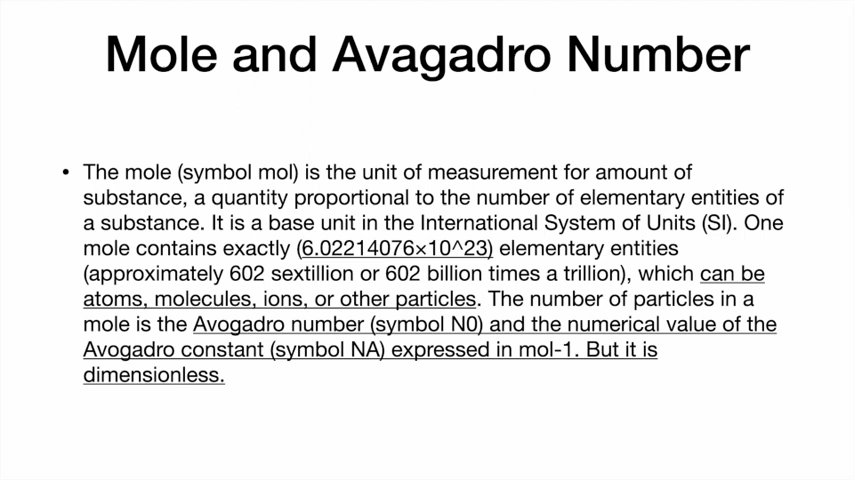 Mole and Avagadro Number
• The mole (symbol mol) is the unit of measurement for amount of
substance, a quantity proportional to the number of elementary entities of
a substance. It is a base unit in the International System of Units (SI). One
mole contains exactly (6.02214076×10^23) elementary entities
(approximately 602 sextillion or 602 billion times a trillion), which can be
atoms, molecules, ions, or other particles. The number of particles in a
mole is the Avogadro number (symbol N0) and the numerical value of the
Avogadro constant (symbol NA) expressed in mol-1. But it is
dimensionless.